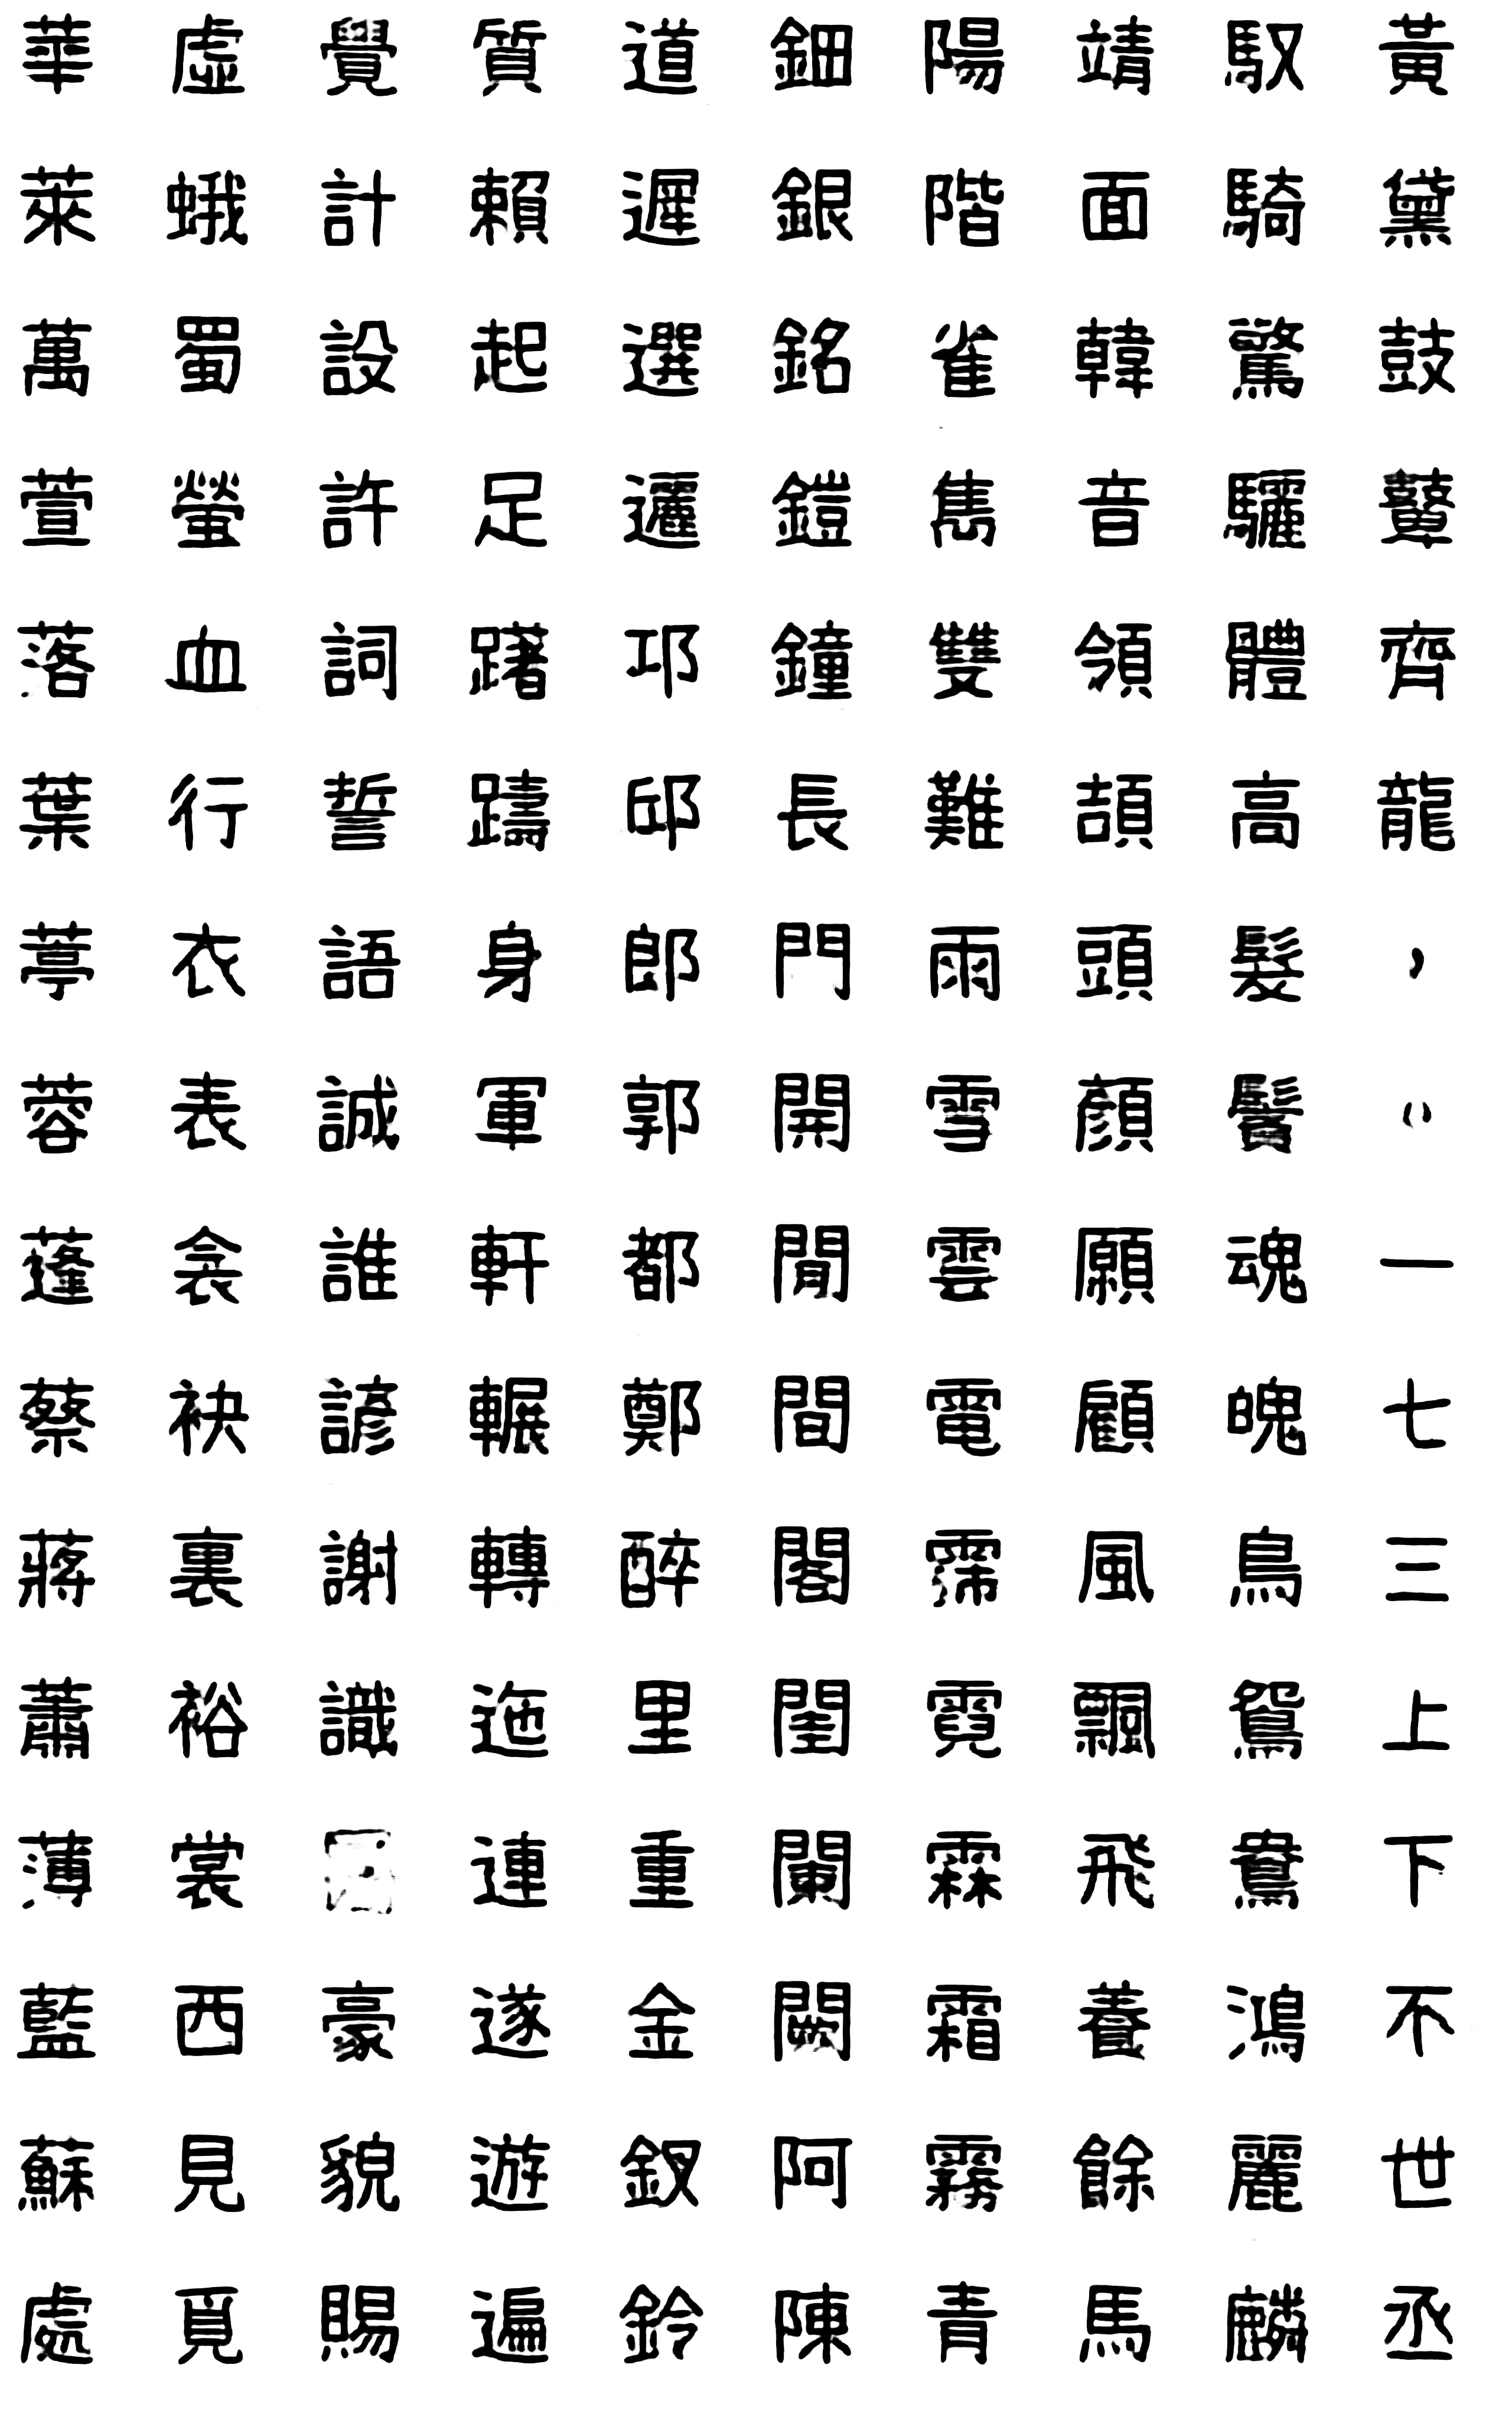 華萊萬萱落葉葶蓉蓬蔡蔣蕭薄藍蘇處
虛蛾蜀螢血行衣表衾袂裏裕裳西見覓
覺計設許詞誓語誠誰諺謝識豪貌賜
質賴起足躇躊身軍軒輾轉迤連遂遊遍
道遲選邐邛邱郎郭都鄭醉里重金釵鈴
鈿銀銘鎧鐘長門開閒間閣閨闌闕阿陳
陽階雀雋雙難雨雪雲電霈霓霖霜霧青
靖面韓音領頡頭顏願顧風飄飛養餘馬
馭騎驚驪體高髮鬢魂魄鳥鴛鴦鴻麗麟
黃黛鼓鼙齊龍，一七三上下不世丞